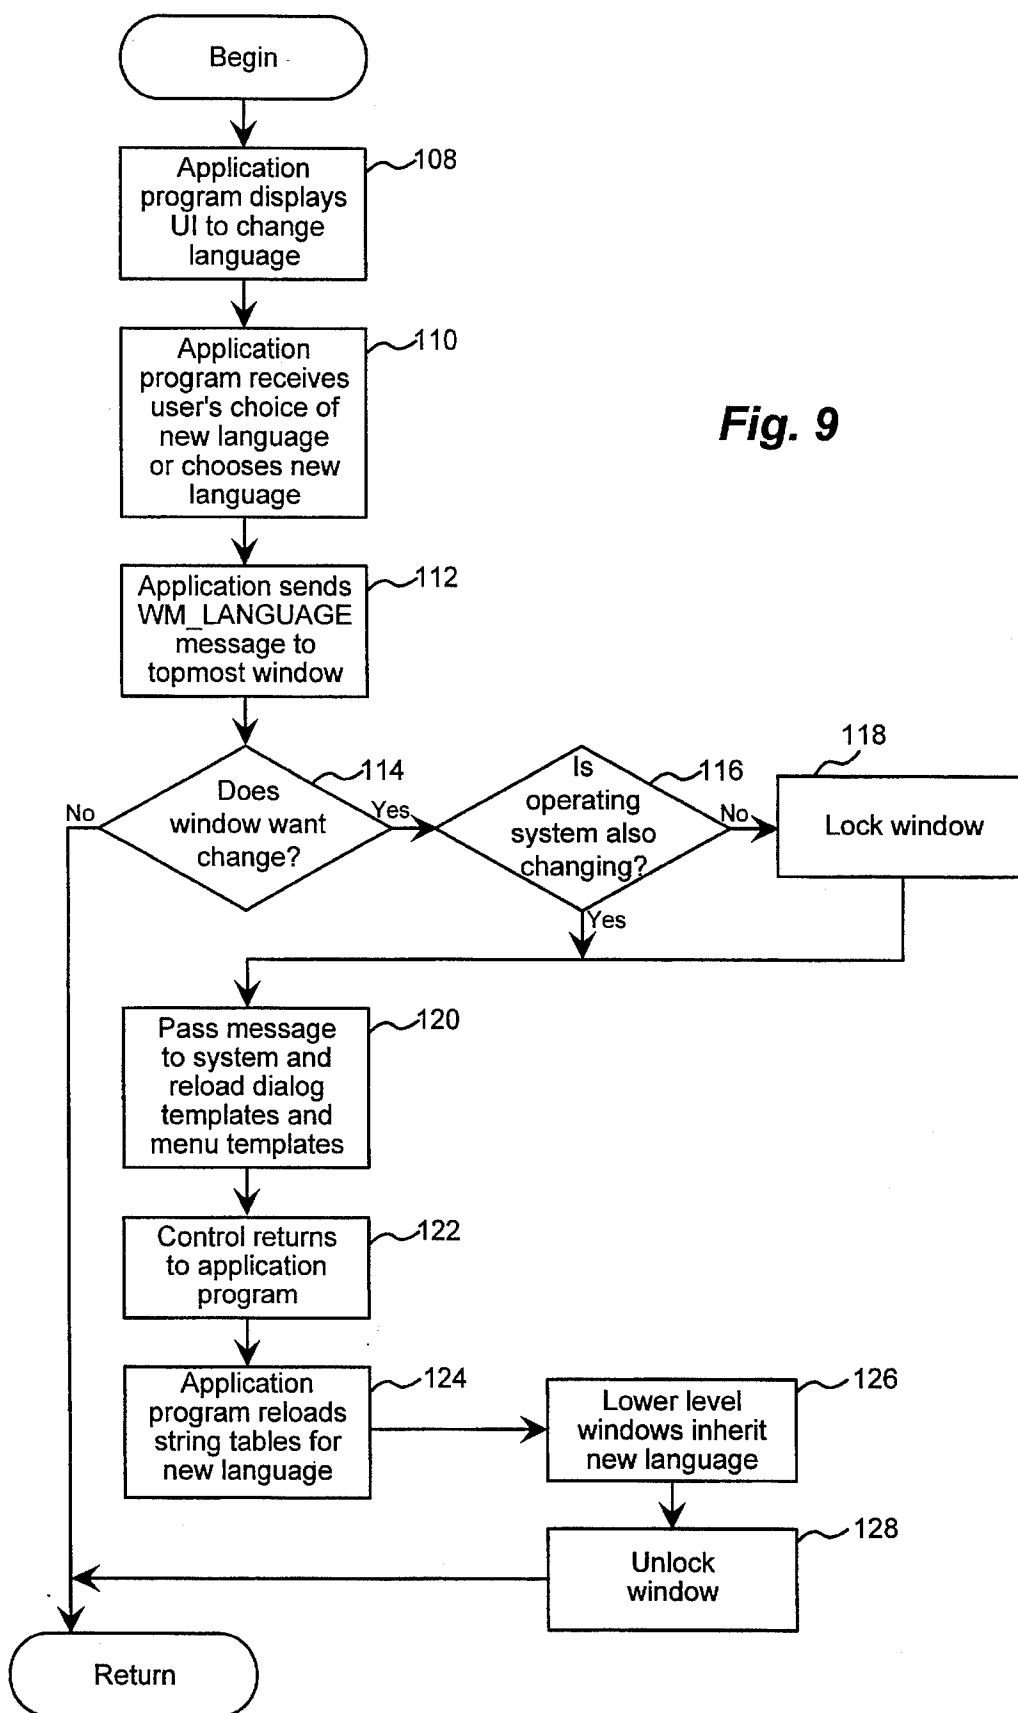 Begin
Application
program displays
UI to change
language
108
Application
program receives
user's choice of
new language
or chooses new
language
110
Fig. 9
Application sends
WM_LANGUAGE
message to
topmost window
112
Does
window want
change?
114
No
Yes
Is
operating
system also
changing?
116
No
Yes
118
Lock window
Pass message
to system and
reload dialog
templates and
menu templates
120
Control returns
to application
program
122
Application
program reloads
string tables for
new language
124
Lower level
windows inherit
new language
126
Unlock
window
128
Return